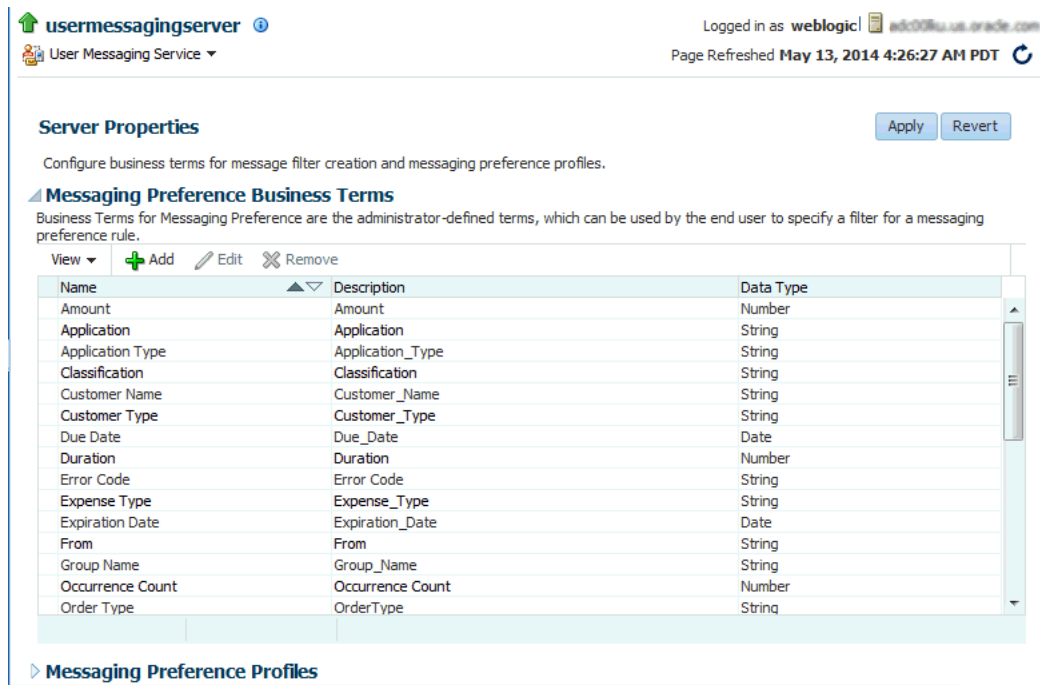 usermessagingserver
Logged in as weblogic
User Messaging Service
Page Refreshed May 13, 2014 4:26:27 AM PDT
Server Properties
Apply Revert
Configure business terms for message filter creation and messaging preference profiles.
Messaging Preference Business Terms
Business Terms for Messaging Preference are the administrator-defined terms, which can be used by the end user to specify a filter for a messaging
preference rule.
View Add Edit Remove
Name Description Data Type
Amount Amount Number
Application Application String
Application Type Application_Type String
Classification Classification String
Customer Name Customer_Name String
Customer Type Customer_Type String
Due Date Due_Date Date
Duration Duration Number
Error Code Error Code String
Expense Type Expense_Type String
Expiration Date Expiration_Date Date
From From String
Group Name Group_Name String
Occurrence Count Occurrence Count Number
Order Type OrderType String
Messaging Preference Profiles